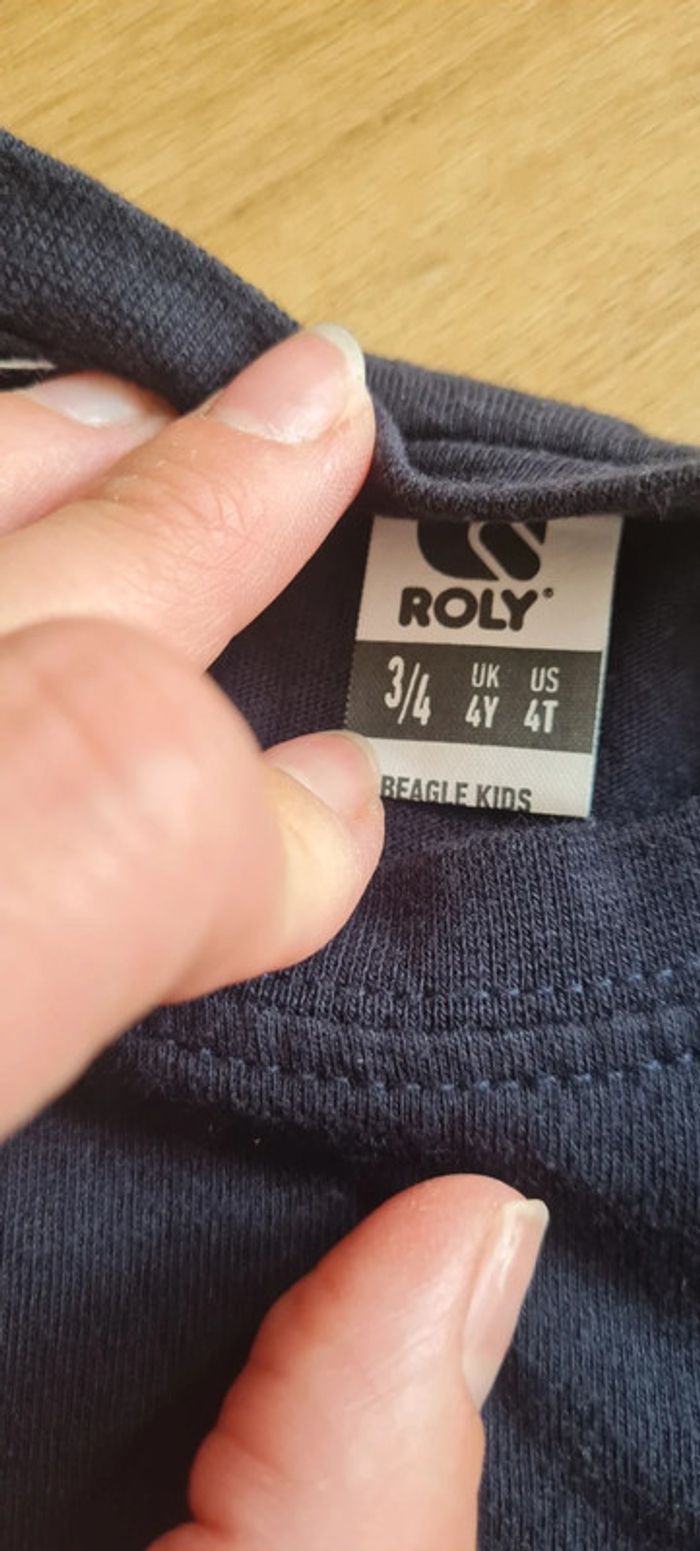 ROLY®
3/4 UK US
4Y 4T
BEAGLE KIDS